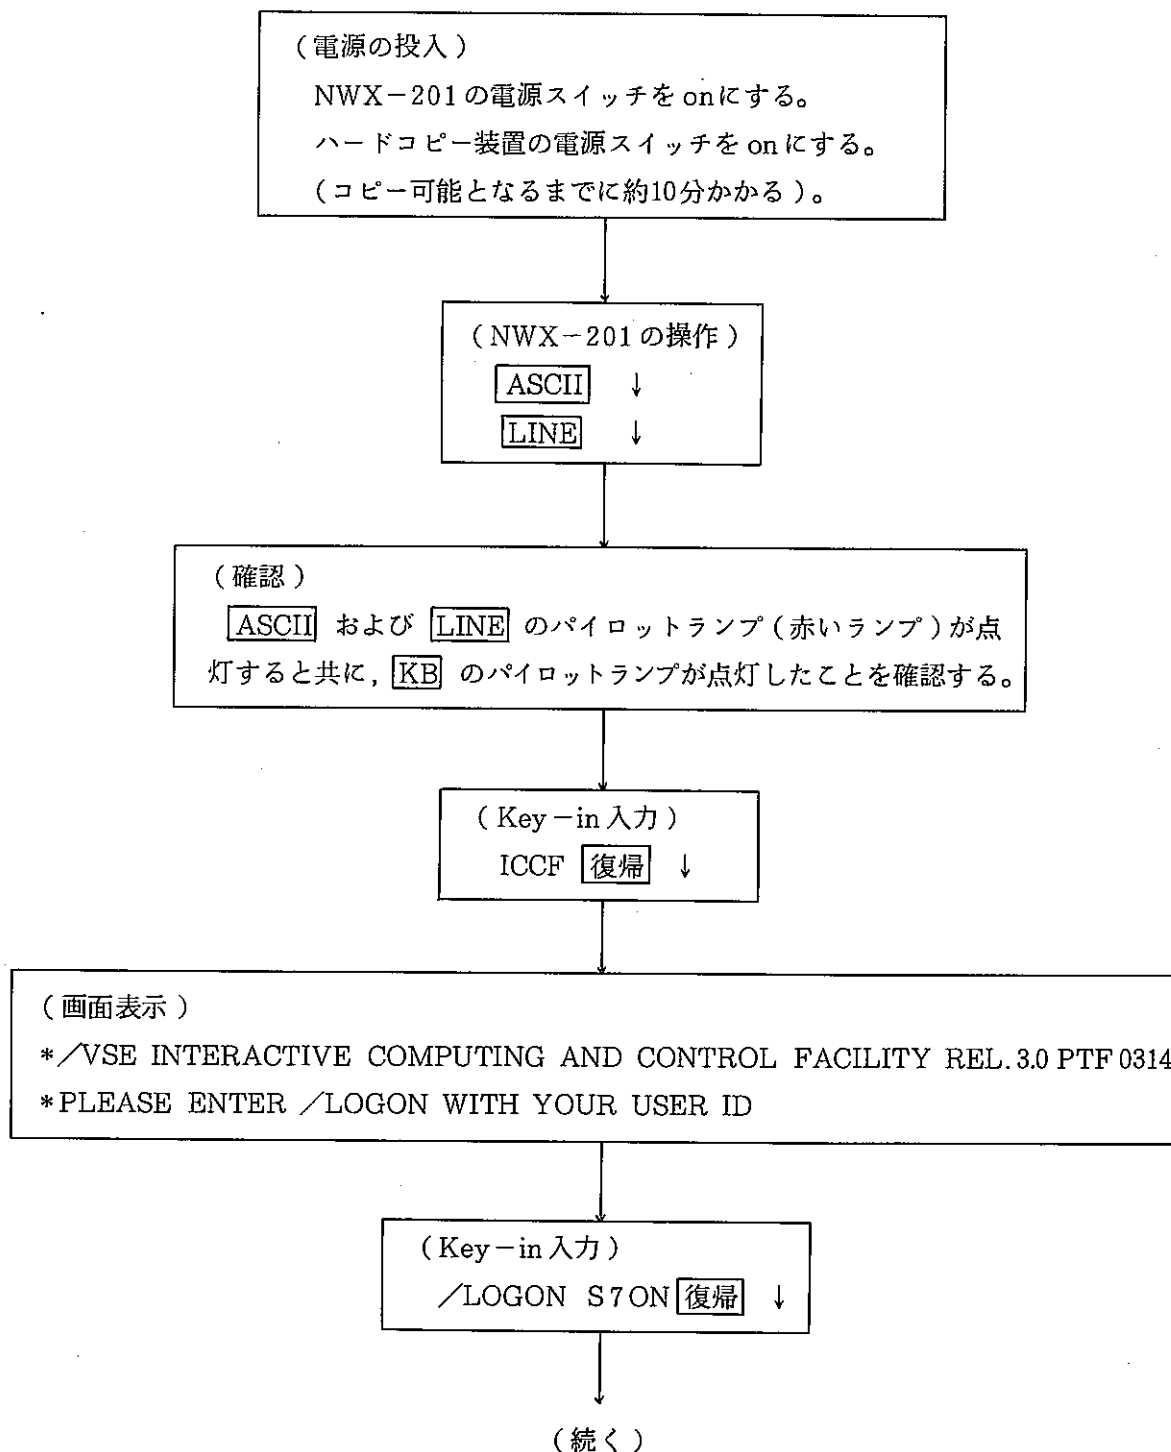 （電源の投入）
NWX－201の電源スイッチをonにする。
ハードコピー装置の電源スイッチをonにする。
（コピー可能となるまでに約10分かかる）。
（NWX－201の操作）
ASCII ↓
LINE ↓
（確認）
ASCII および LINE のパイロットランプ（赤いランプ）が点
灯すると共に，KB のパイロットランプが点灯したことを確認する。
（Key－in入力）
ICCF 復帰 ↓
（画面表示）
*／VSE INTERACTIVE COMPUTING AND CONTROL FACILITY REL.3.0 PTF 0314
*PLEASE ENTER ／LOGON WITH YOUR USER ID
（Key－in入力）
／LOGON S7ON 復帰 ↓
（続く）